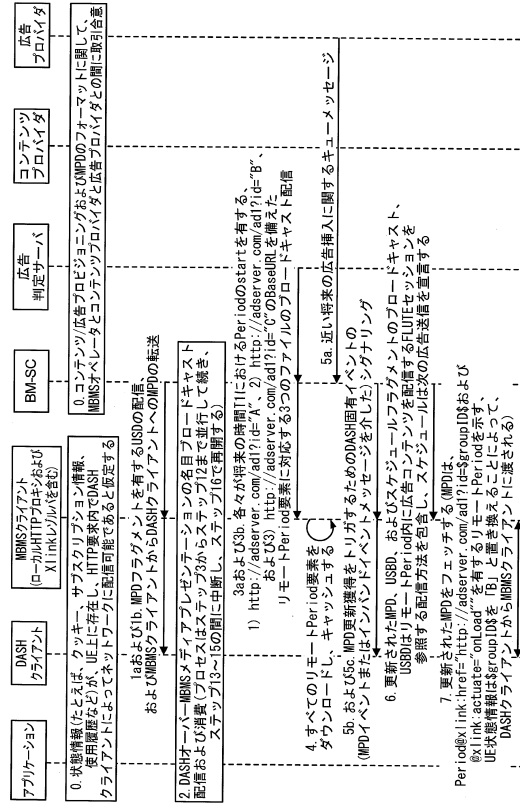 アプリケーション
DASH
クライアント
MBMSクライアント
(ローカルHTTPプロキシおよび
Xlinkレゾルバを含む)
BM-SC
広告
判定サーバ
コンテンツ
プロバイダ
広告
プロバイダ
0. 状態情報(たとえば、クッキー、サブスクリプション情報、
使用履歴など)が、UE上に存在し、HTTP要求内でDASH
クライアントによってネットワークに配信可能であると仮定する
0. コンテンツ/広告プロビジョニングおよびMPDのフォーマットに関して、
MBMSオペレータとコンテンツプロバイダと広告プロバイダとの間に取引合意
1aおよび1b. MPDフラグメントを有するUSDの配信、
およびMBMSクライアントからDASHクライアントへのMPDの転送
2. DASHオーバーMBMSメディアプレゼンテーションの名目ブロードキャスト
配信および消費(プロセスはステップ3からステップ12まで並行して続き、
ステップ13~15の間に中断し、ステップ16で再開する)
3aおよび3b. 各々が将来の時間T1におけるPeriodのstartを有する、
1) http://adserver.com/ad1?id="A"、2) http://adserver.com/ad1?id="B"、
および3) http://adserver.com/ad1?id="C"のBaseURLを備えた
リモートPeriod要素に対応する3つのファイルのブロードキャスト配信
4. すべてのリモートPeriod要素を
ダウンロードし、キャッシュする
5a. 近い将来の広告挿入に関するキューメッセージ
5b. および5c. MPD更新獲得をトリガするためのDASH固有イベントの
(MPDイベントまたはインバンドイベントメッセージを介した)シグナリング
6. 更新されたMPD、USBD、およびスケジュールフラグメントのブロードキャスト、
USBDはリモートPeriod内に広告コンテンツを配信するFLUTEセッションを
参照する配信方法を包含し、スケジュールは次の広告送信を宣言する
7. 更新されたMPDをフェッチする(MPDは、
Period@xlink:href="http://adserver.com/ad1?id=$groupID$および
@xlink:actuate="onLoad""を有するリモートPeriodを示す、
UE状態情報は$groupID$を「B」と置き換えることによって、
DASHクライアントからMBMSクライアントに渡される)